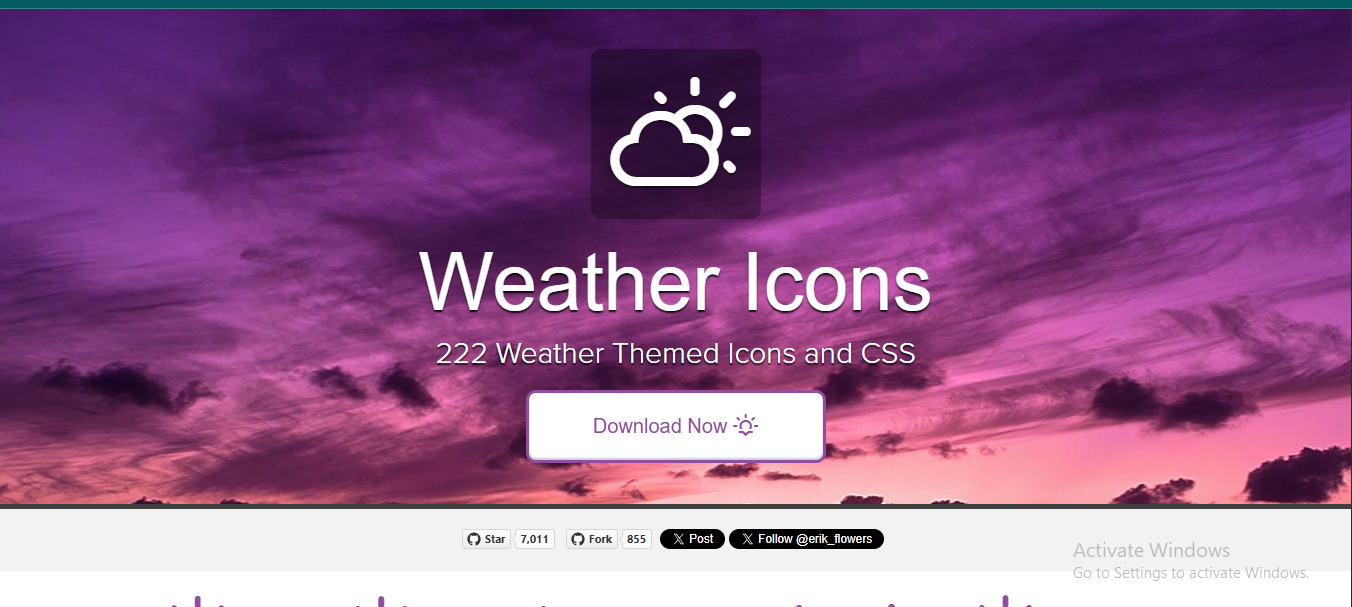 Weather Icons
222 Weather Themed Icons and CSS
Download Now
Star 7,011 Fork 855 Post Follow @erik_flowers
Activate Windows
Go to Settings to activate Windows.